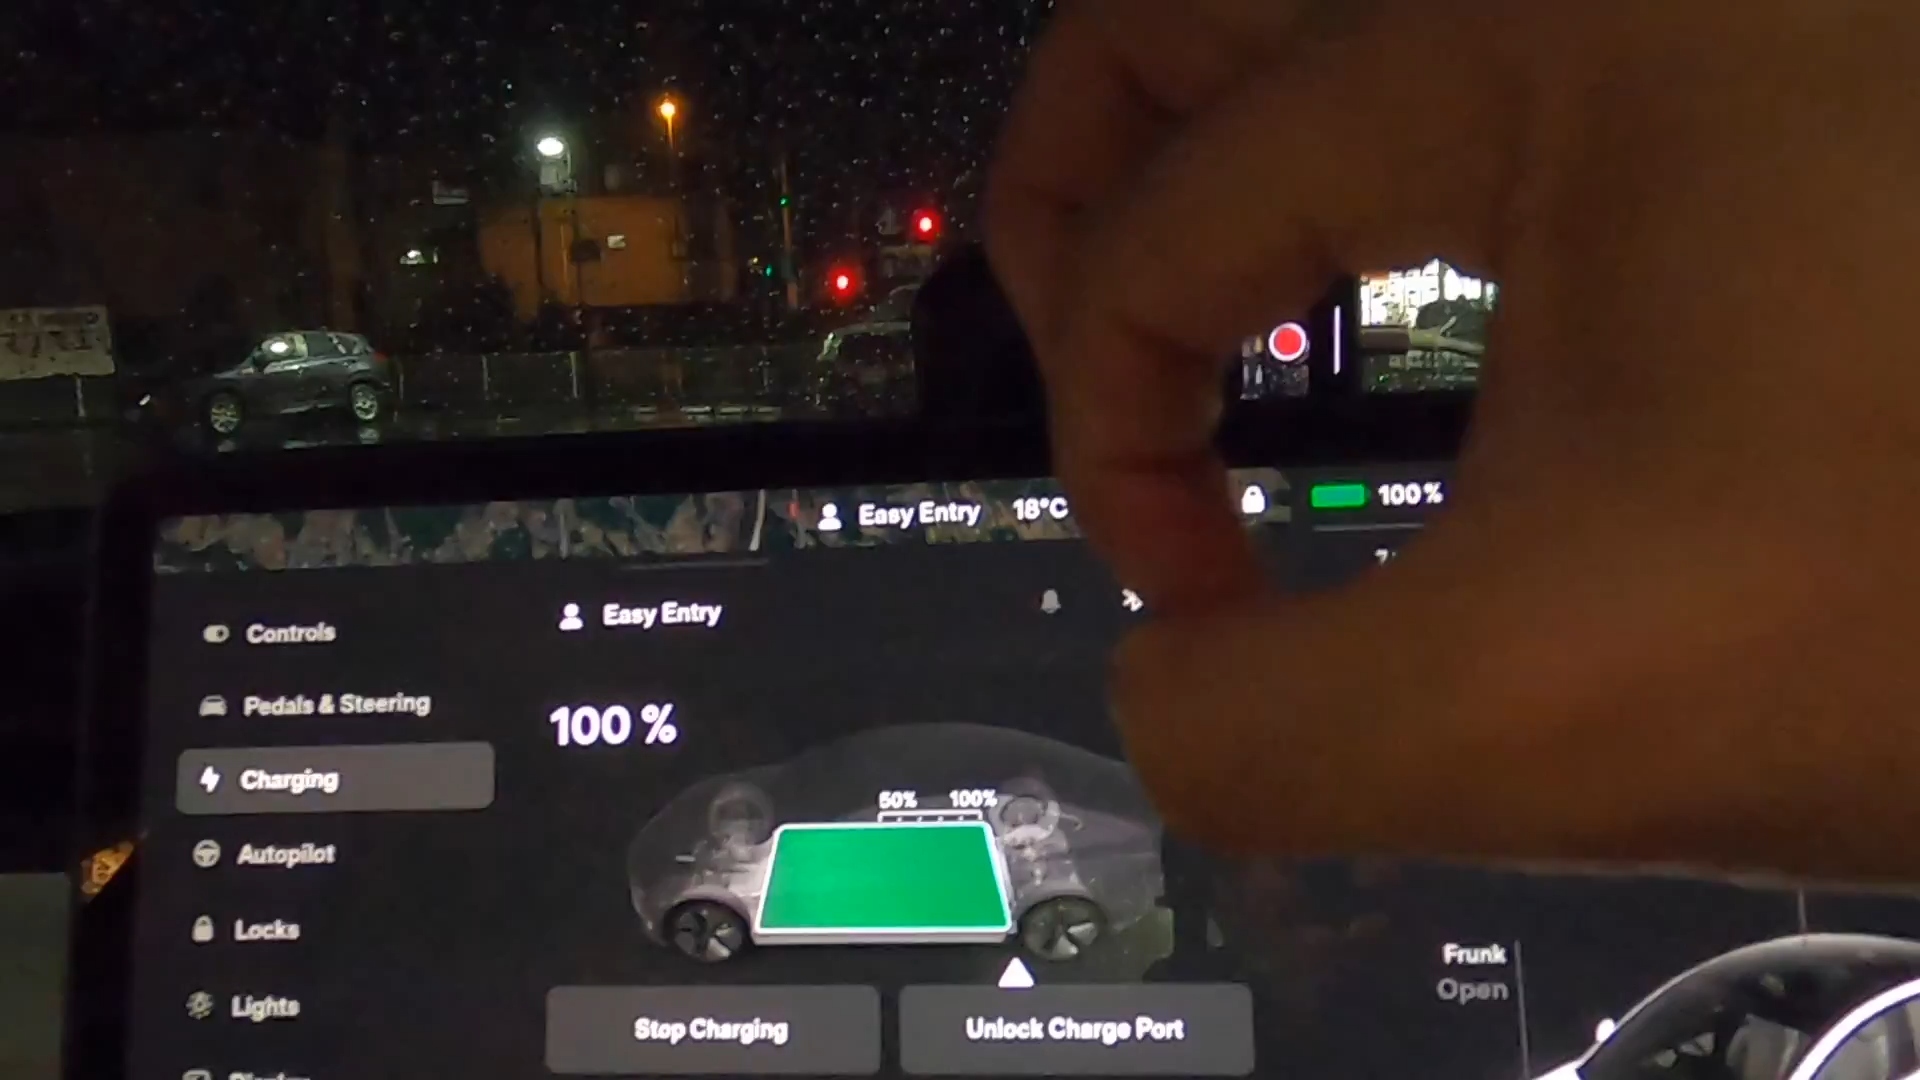 Easy Entry 18°C 100%
Easy Entry
Controls
Pedals & Steering
100 %
Charging
50% 100%
Autopilot
Locks
Frunk
Open
Lights
Stop Charging
Unlock Charge Port